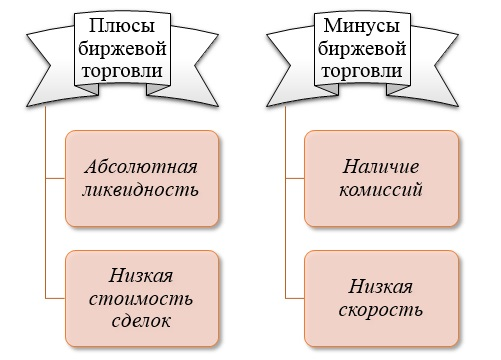 Плюсы
биржевой
торговли
Абсолютная
ликвидность
Низкая
стоимость
сделок
Минусы
биржевой
торговли
Наличие
комиссий
Низкая
скорость